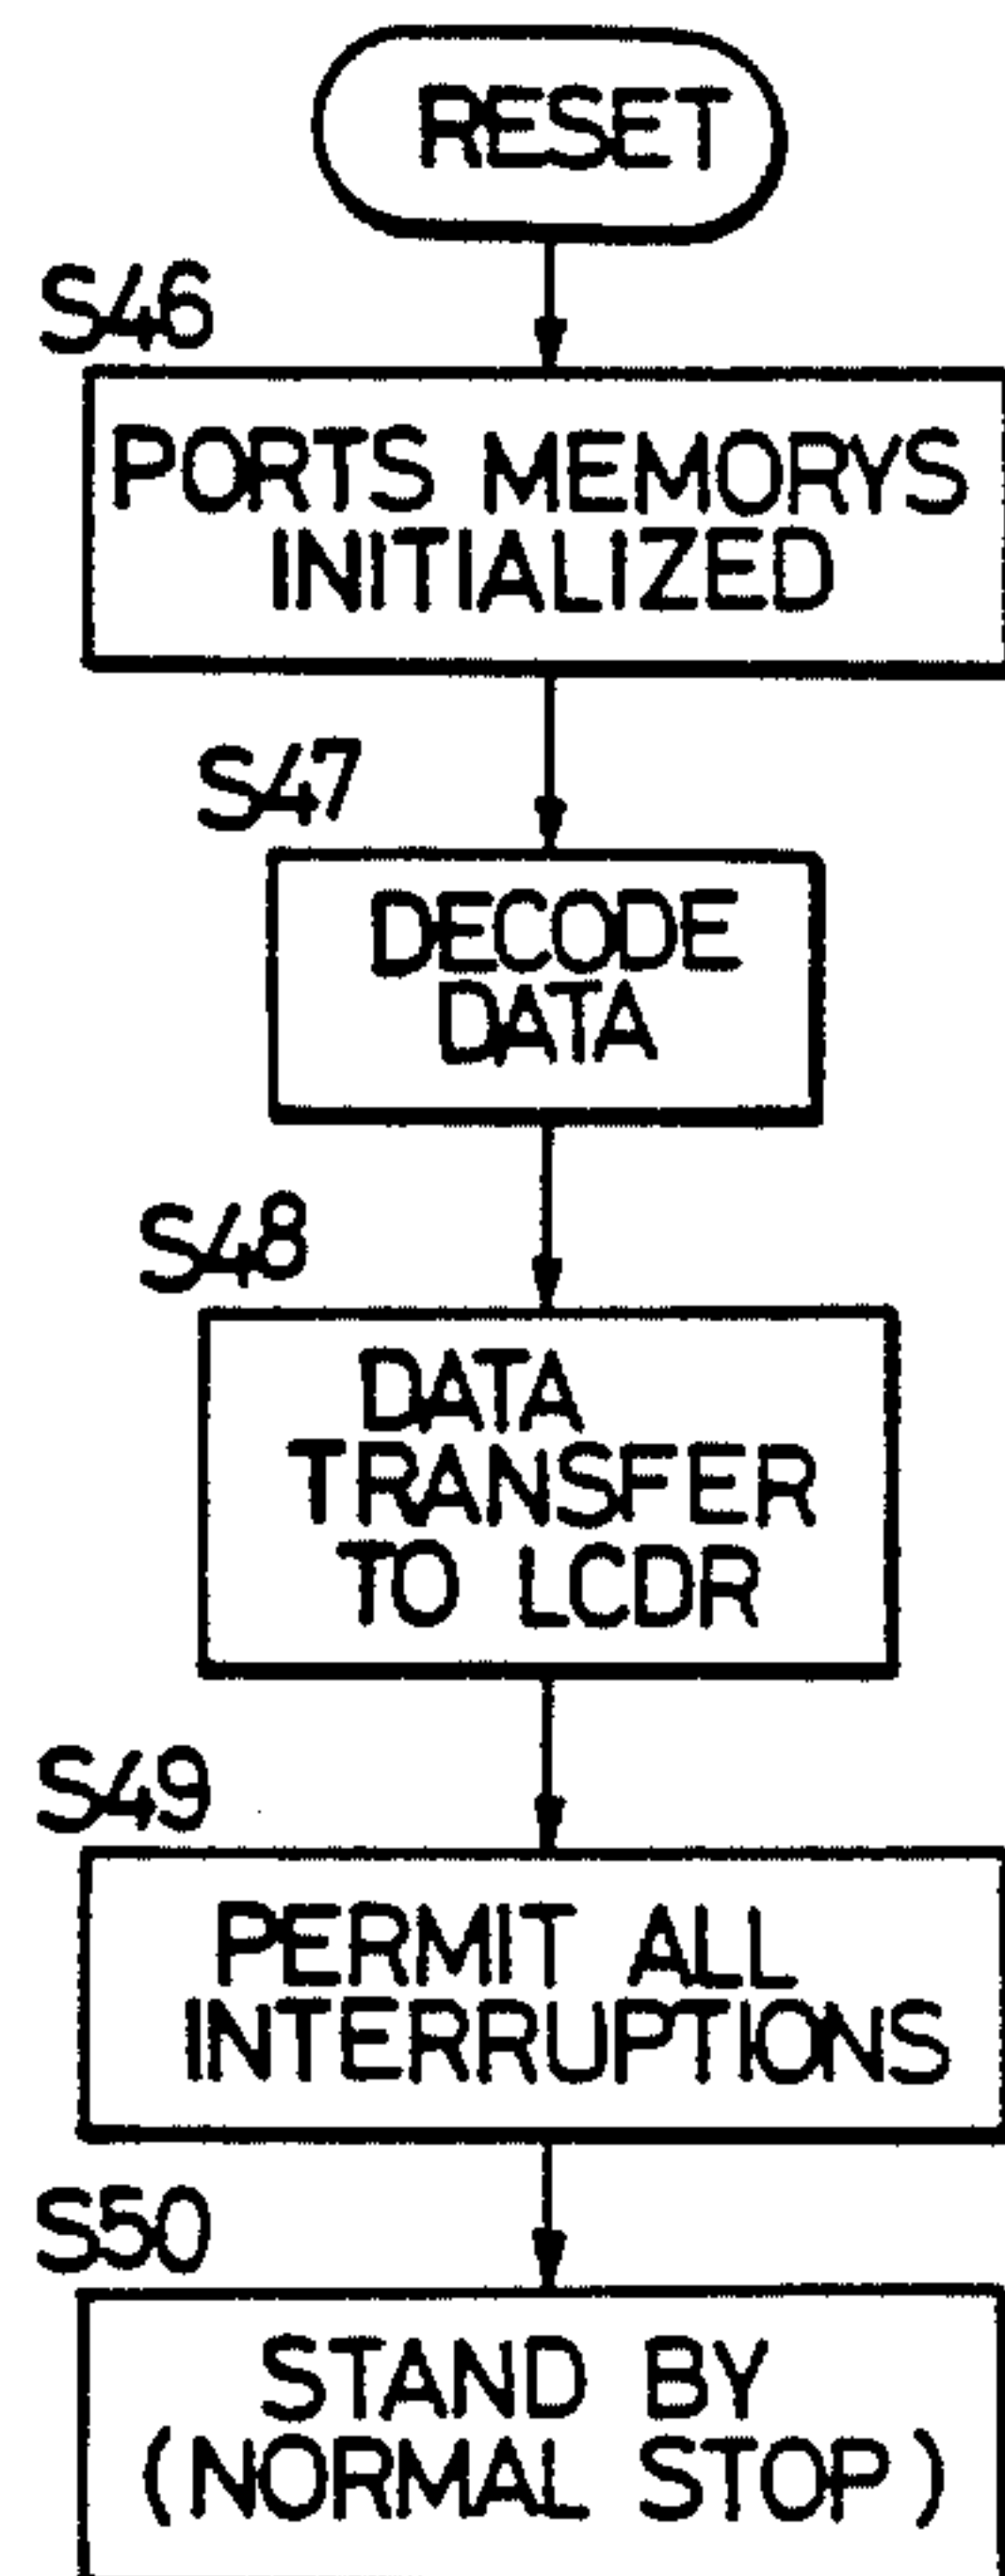 RESET
S46
PORTS MEMORYS
INITIALIZED
S47
DECODE
DATA
S48
DATA
TRANSFER
TO LCDR
S49
PERMIT ALL
INTERRUPTIONS
S50
STAND BY
(NORMAL STOP)